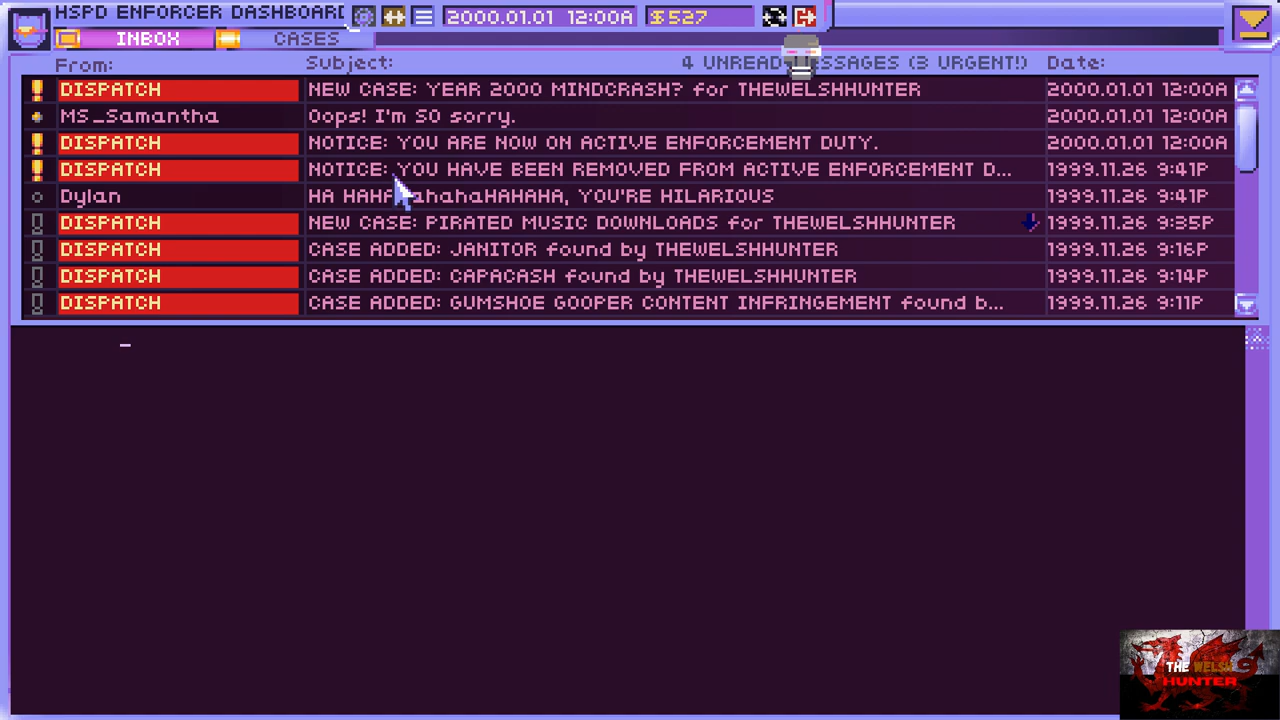 HSPD ENFORCER DASHBOARD 2000.01.01 12:00A 527
INBOX CASES
From: Subject: 4 UNREAD (3 URGENT!) Date:
DISPATCH NEW CASE: YEAR 2000 MINDCRASH? for THEWELSHHUNTER 2000.01.01 12:00A
MS_Samantha Oops! I'm SO sorry. 2000.01.01 12:00A
DISPATCH NOTICE: YOU ARE NOW ON ACTIVE ENFORCEMENT DUTY. 2000.01.01 12:00A
DISPATCH NOTICE: YOU HAVE BEEN REMOVED FROM ACTIVE ENFORCEMENT D... 1999.11.26 9:41P
Dylan HA HAHAhahaHAHAHA, YOU'RE HILARIOUS 1999.11.26 9:41P
DISPATCH NEW CASE: PIRATED MUSIC DOWNLOADS for THEWELSHHUNTER 1999.11.26 9:35P
DISPATCH CASE ADDED: JANITOR found by THEWELSHHUNTER 1999.11.26 9:16P
DISPATCH CASE ADDED: CAPACASH found by THEWELSHHUNTER 1999.11.26 9:14P
DISPATCH CASE ADDED: GUMSHOE GOOPER CONTENT INFRINGEMENT found b... 1999.11.26 9:11P
THE WELSH
HUNTER